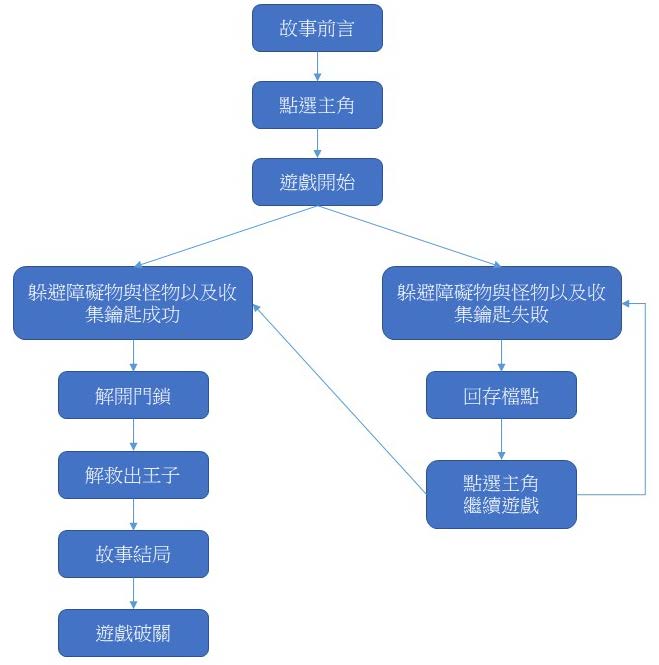 故事前言
點選主角
遊戲開始
躲避障礙物與怪物以及收
集鑰匙成功
解開門鎖
解救出王子
故事結局
遊戲破關
躲避障礙物與怪物以及收
集鑰匙失敗
回存檔點
點選主角
繼續遊戲